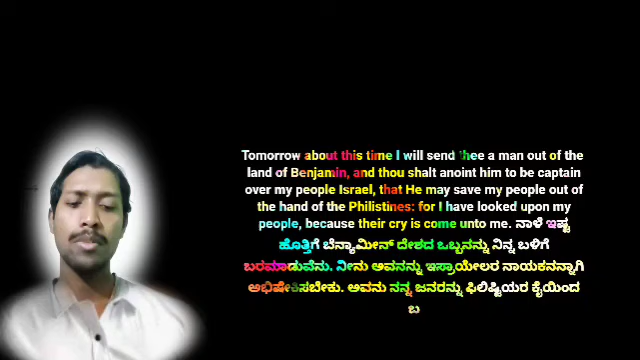 Tomorrow about this time I will send thee a man out of the
land of Benjamin, and thou shalt anoint him to be captain
over my people Israel, that He may save my people out of
the hand of the Philistines: for I have looked upon my
people, because their cry is come unto me. ನಾಳೆ ಇಷ್ಟ
ಹೊತ್ತಿಗೆ ಬೆನ್ಯಾಮೀನ್ ದೇಶದ ಒಬ್ಬನನ್ನು ನಿನ್ನ ಬಳಿಗೆ
ಬರಮಾಡುವೆನು. ನೀನು ಅವನನ್ನು ಇಸ್ರಾಯೇಲರ ನಾಯಕನನ್ನಾಗಿ
ಅಭಿಷೇಕಿಸಬೇಕು. ಅವನು ನನ್ನ ಜನರನ್ನು ಫಿಲಿಷ್ಟಿಯರ ಕೈಯಿಂದ
ಬ